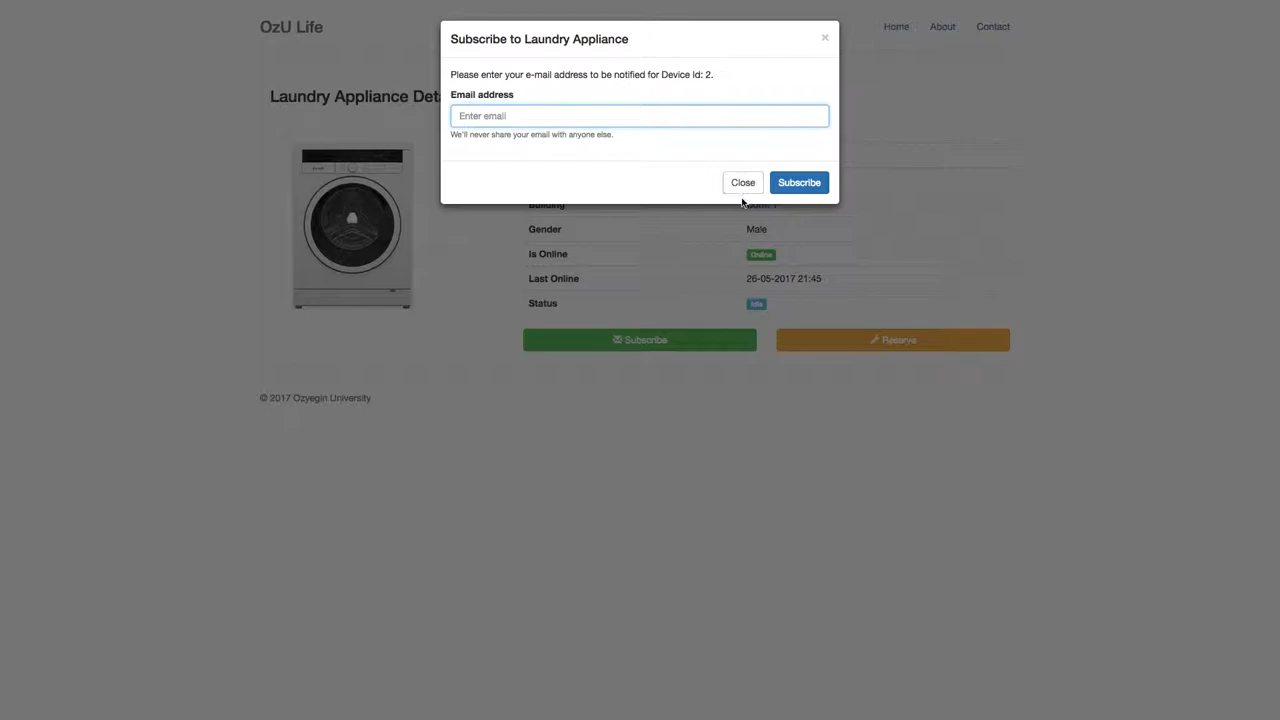 OzU Life
Home About Contact
Subscribe to Laundry Appliance
×
Please enter your e-mail address to be notified for Device Id: 2.
Email address
Enter email
We'll never share your email with anyone else.
Close Subscribe
Laundry Appliance
Building
Gender Male
Is Online Online
Last Online 26-05-2017 21:45
Status Idle
Subscribe Reserve
© 2017 Ozyegin University